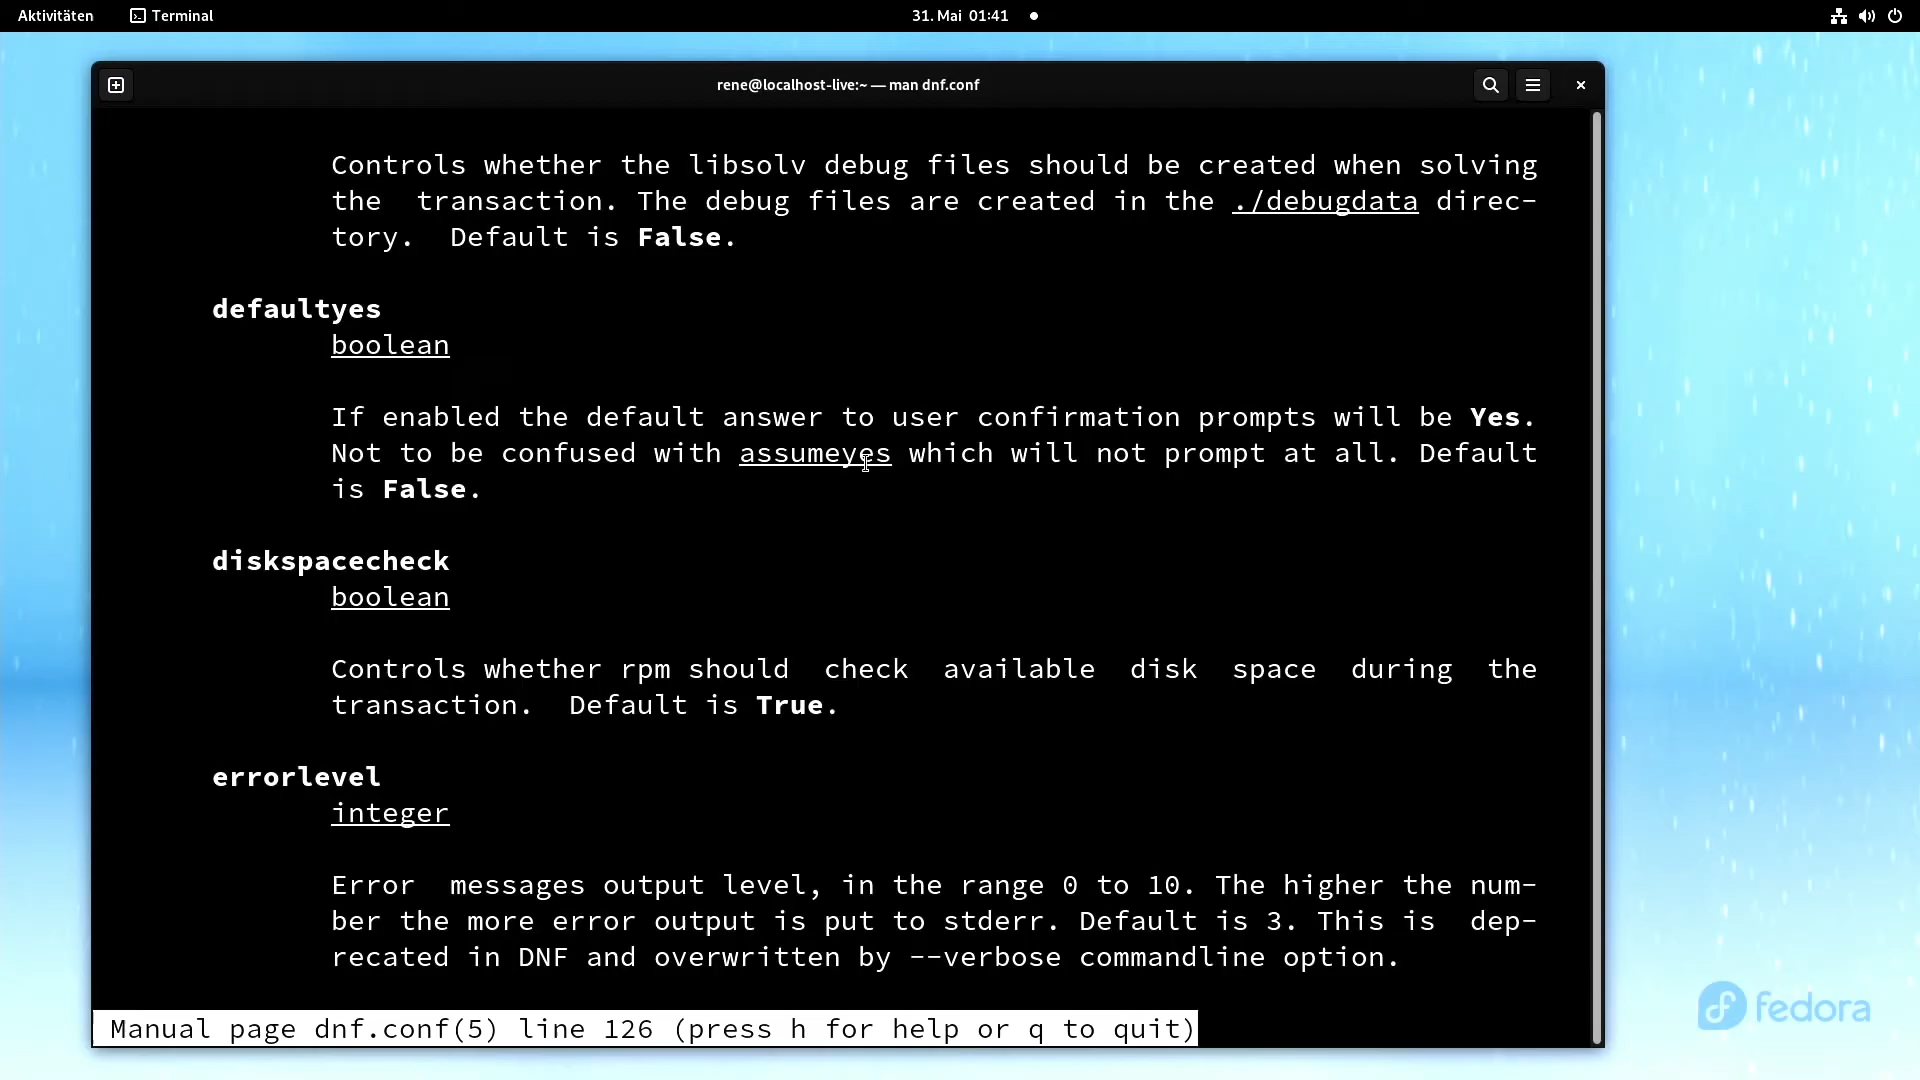 Aktivitäten Terminal 31. Mai 01:41
rene@localhost-live:~ — man dnf.conf
Controls whether the libsolv debug files should be created when solving
the  transaction. The debug files are created in the ./debugdata direc-
tory.  Default is False.
defaultyes
boolean
If enabled the default answer to user confirmation prompts will be Yes.
Not to be confused with assumeyes which will not prompt at all. Default
is False.
diskspacecheck
boolean
Controls whether rpm should  check  available  disk  space  during  the
transaction.  Default is True.
errorlevel
integer
Error  messages output level, in the range 0 to 10. The higher the num-
ber the more error output is put to stderr. Default is 3. This is  dep-
recated in DNF and overwritten by --verbose commandline option.
Manual page dnf.conf(5) line 126 (press h for help or q to quit)
fedora